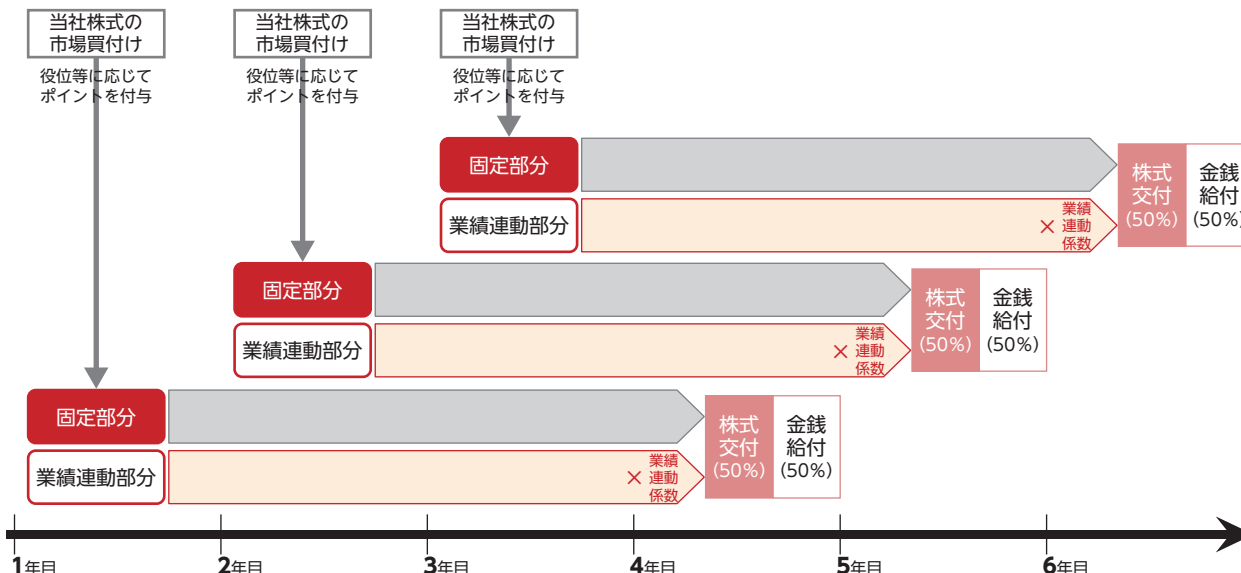 当社株式の
市場買付け
当社株式の
市場買付け
当社株式の
市場買付け
役位等に応じて
ポイントを付与
役位等に応じて
ポイントを付与
役位等に応じて
ポイントを付与
固定部分
業績連動部分
×
業績
連動
係数
株式
交付
(50%)
金銭
給付
(50%)
固定部分
業績連動部分
×
業績
連動
係数
株式
交付
(50%)
金銭
給付
(50%)
固定部分
業績連動部分
×
業績
連動
係数
株式
交付
(50%)
金銭
給付
(50%)
1年目
2年目
3年目
4年目
5年目
6年目